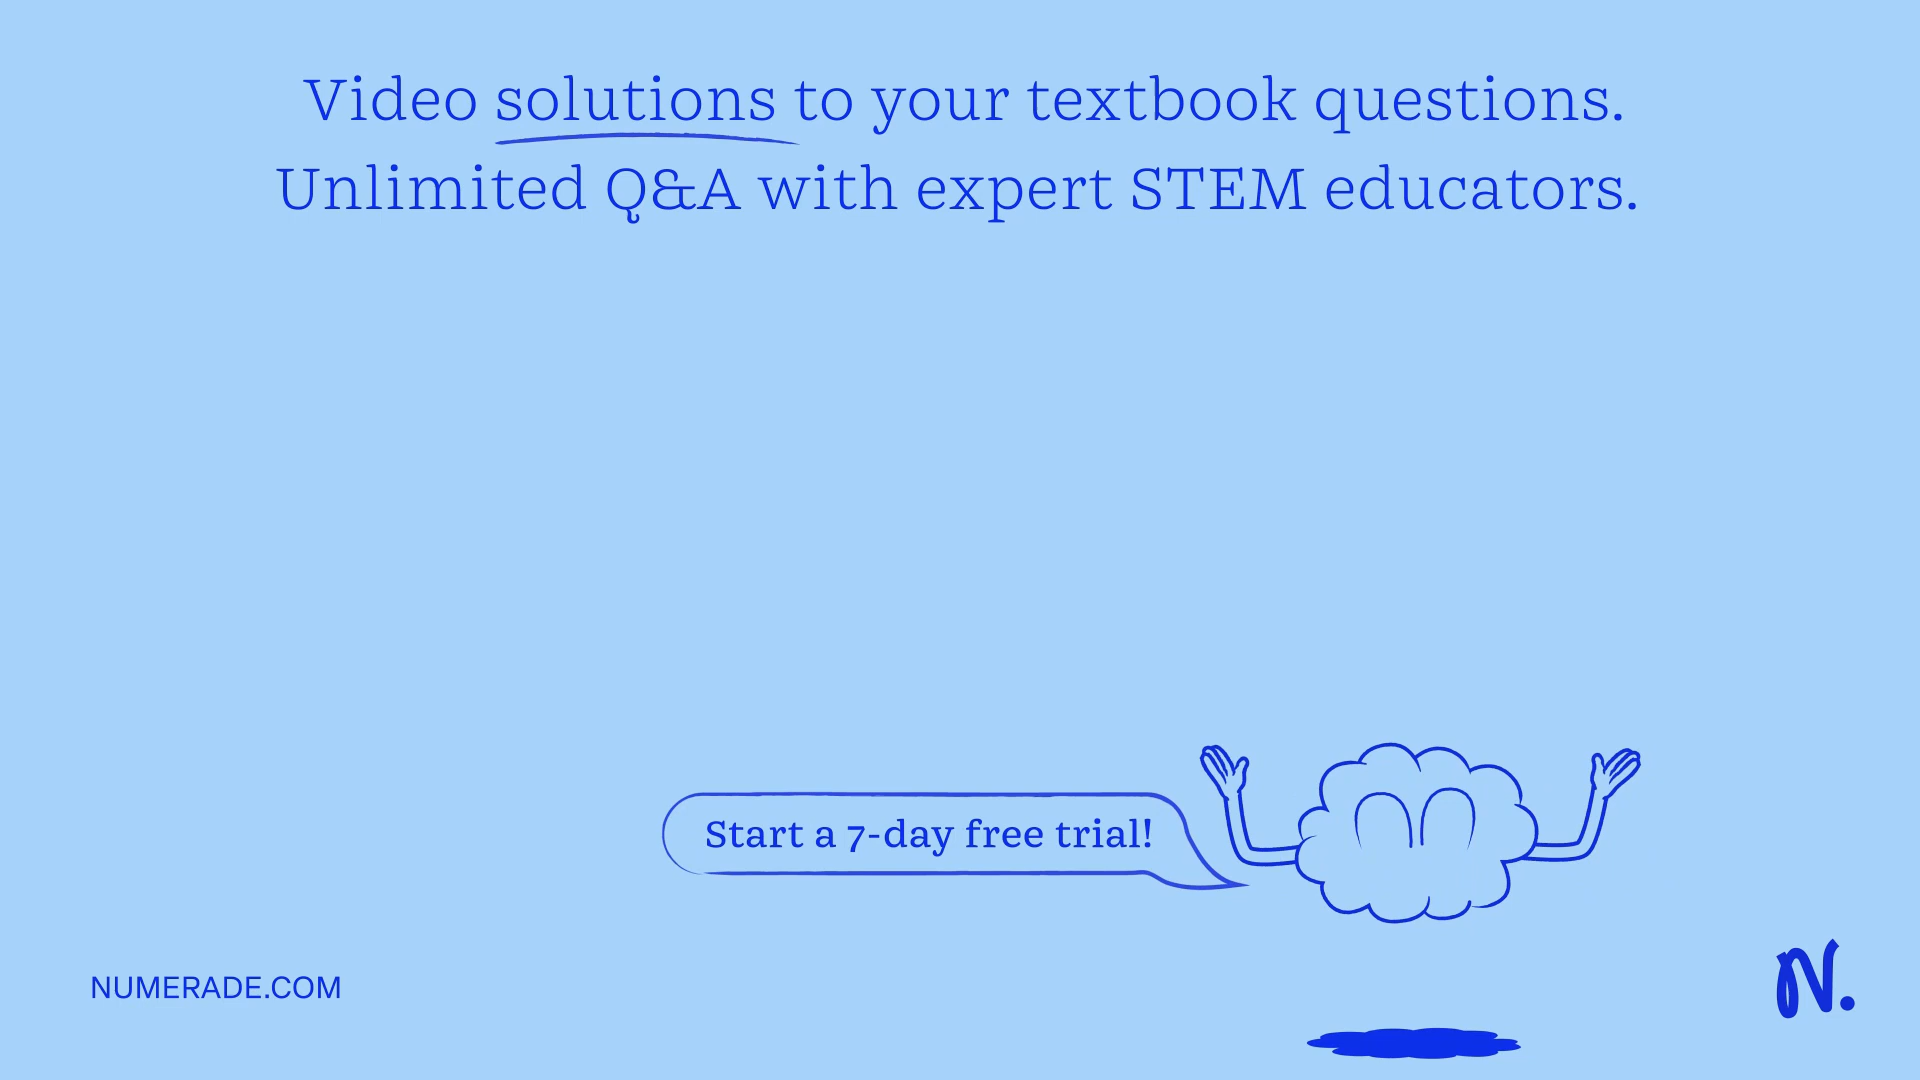 Video solutions to your textbook questions.
Unlimited Q&A with expert STEM educators.
Start a 7-day free trial!
NUMERADE.COM
N.